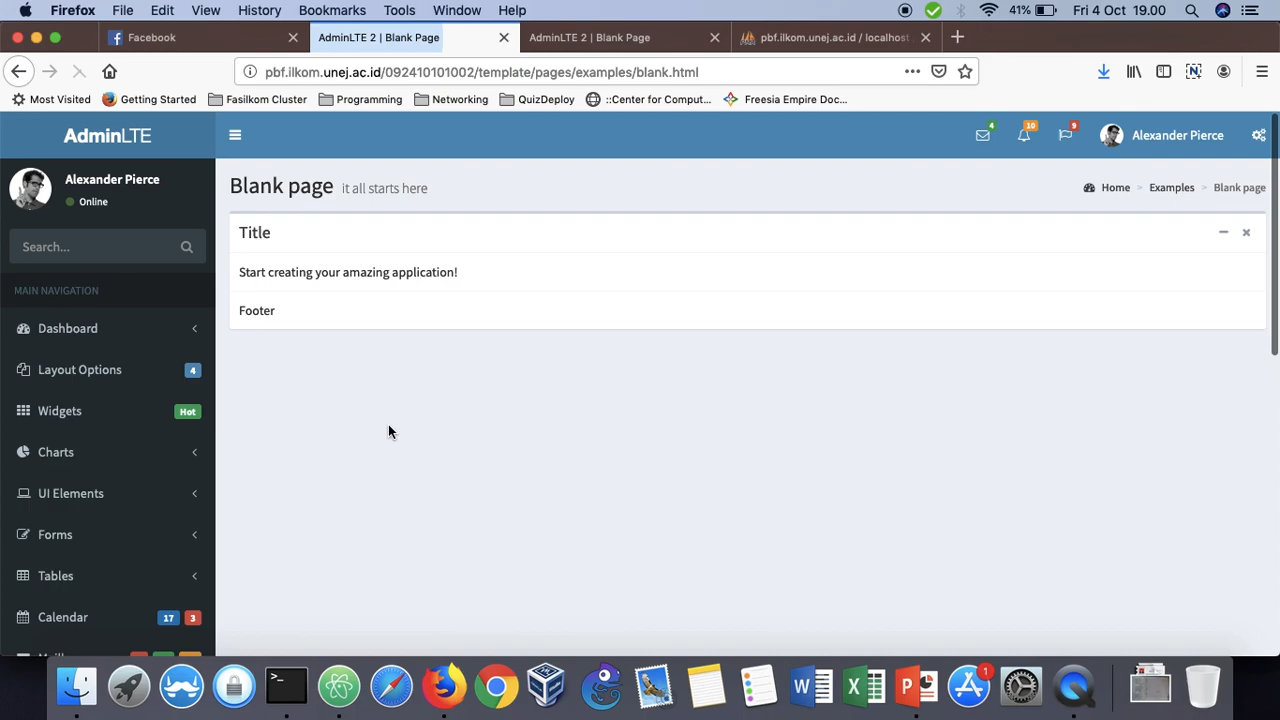 Firefox File Edit View History Bookmarks Tools Window Help 41% Fri 4 Oct 19.00
Facebook AdminLTE 2 | Blank Page AdminLTE 2 | Blank Page pbf.ilkom.unej.ac.id / localhost
pbf.ilkom.unej.ac.id/092410101002/template/pages/examples/blank.html
Most Visited Getting Started Fasilkom Cluster Programming Networking QuizDeploy ::Center for Comput... Freesia Empire Doc...
AdminLTE 4 10 9 Alexander Pierce
Alexander Pierce
Online
Blank page it all starts here Home > Examples > Blank page
Search...
Title
MAIN NAVIGATION
Start creating your amazing application!
Footer
Dashboard
Layout Options 4
Widgets Hot
Charts
UI Elements
Forms
Tables
Calendar 17 3
1